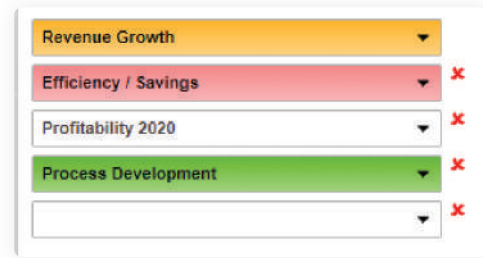 Revenue Growth
Efficiency / Savings
Profitability 2020
Process Development